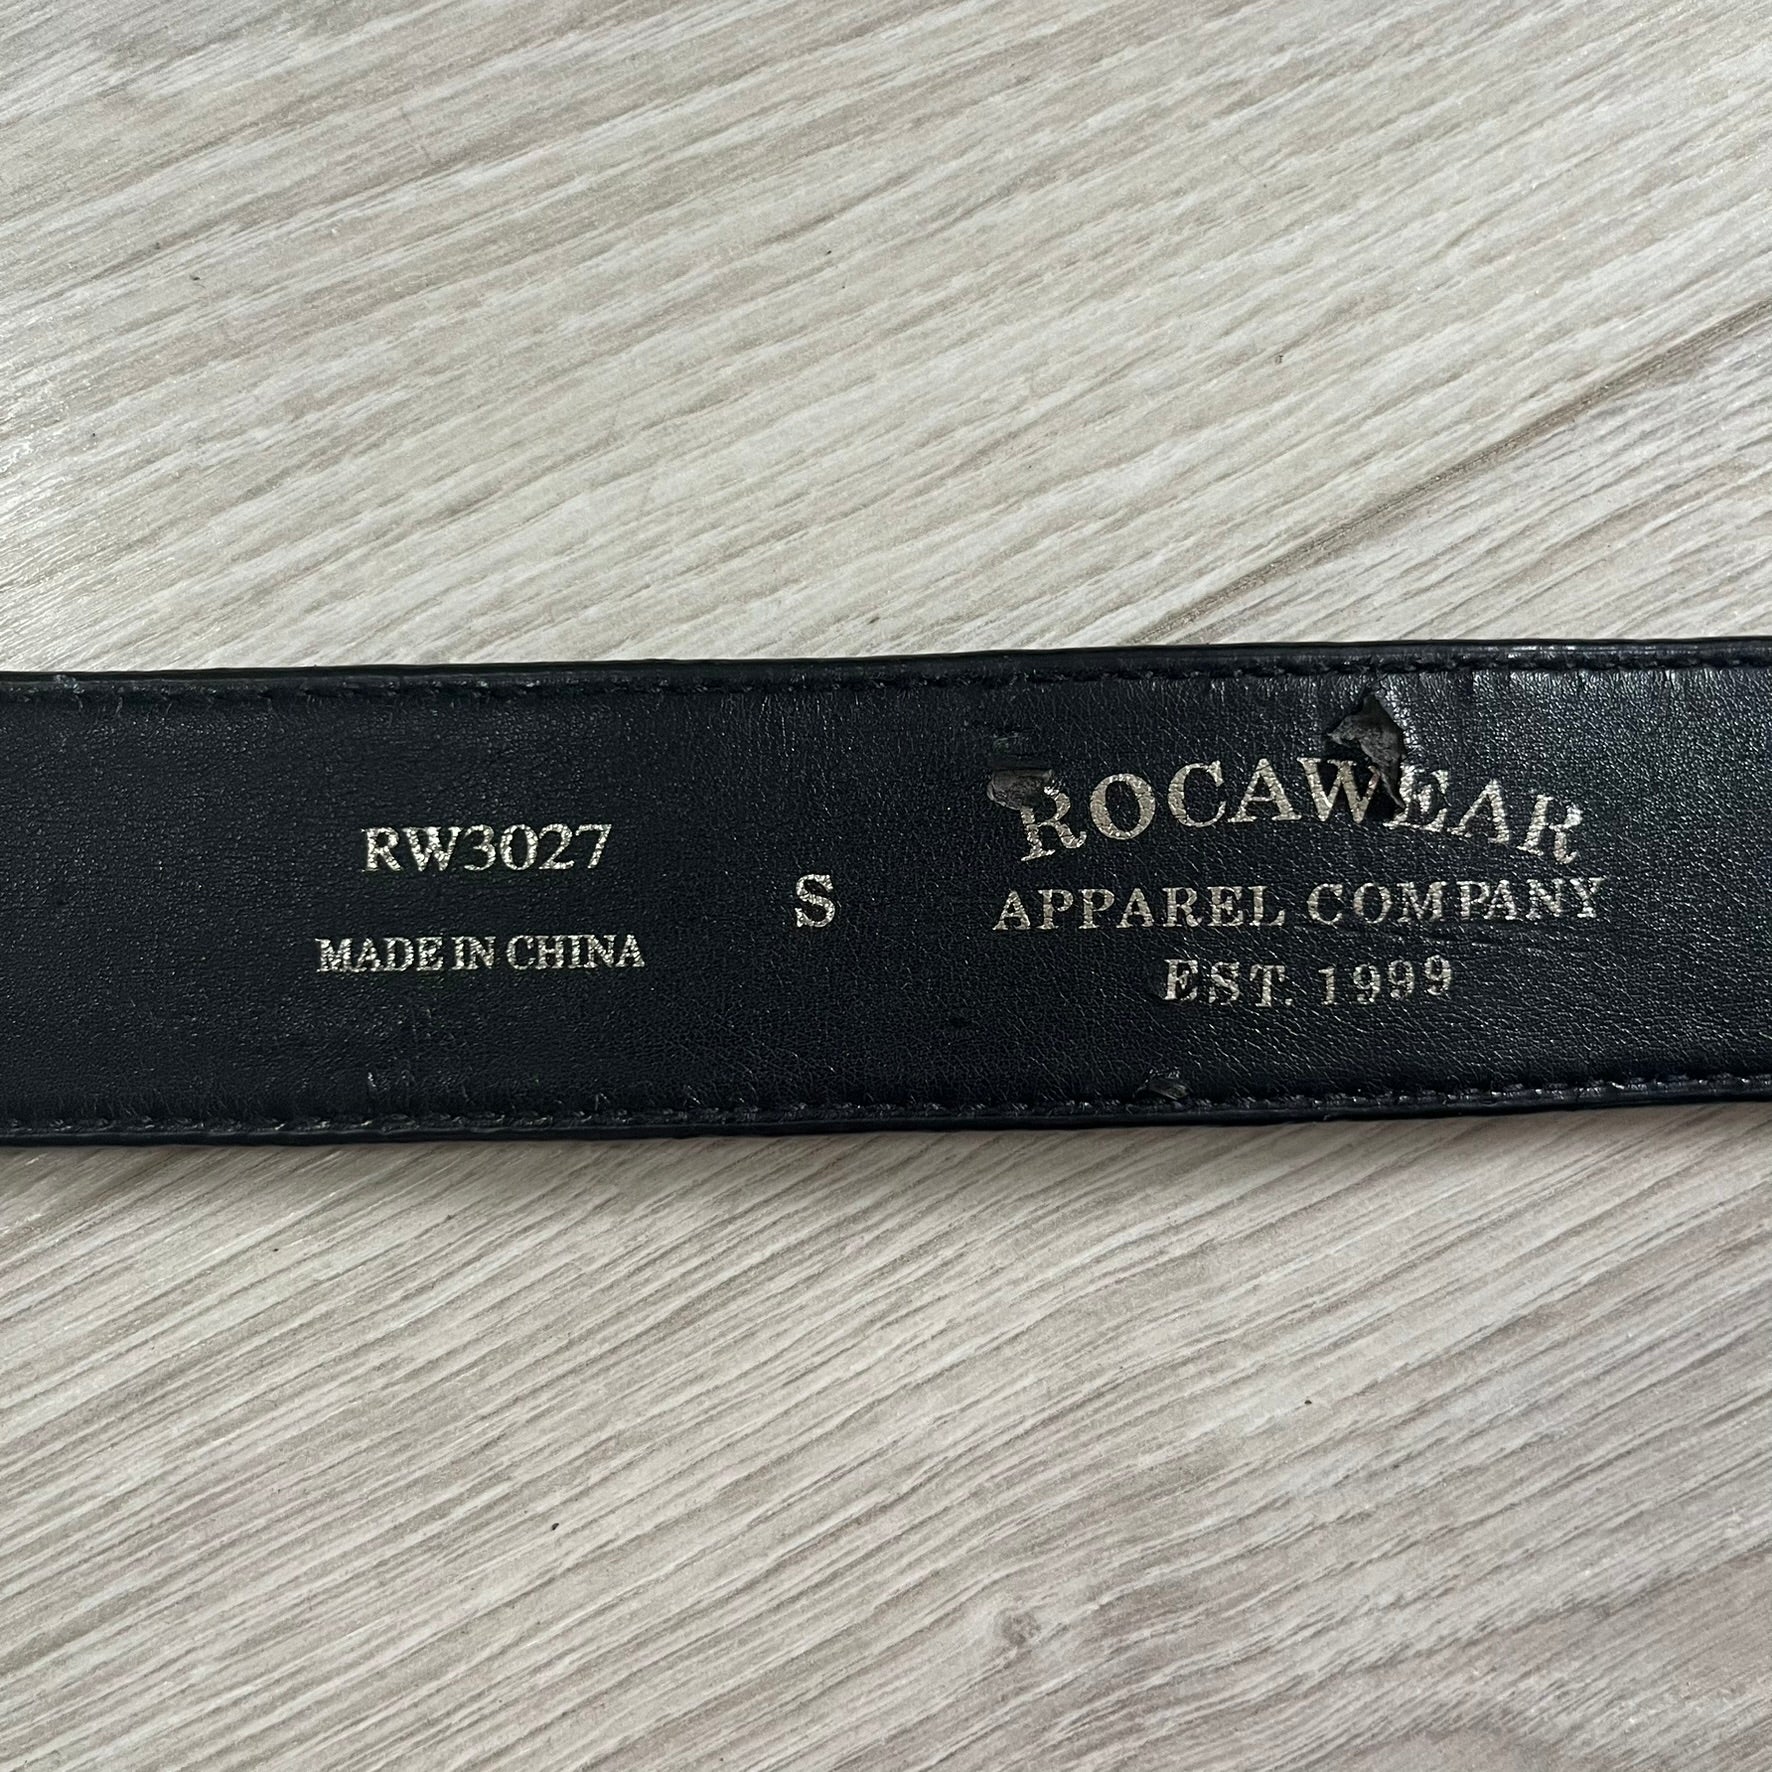 RW3027
MADE IN CHINA
S
ROCAWEAR
APPAREL COMPANY
EST. 1999